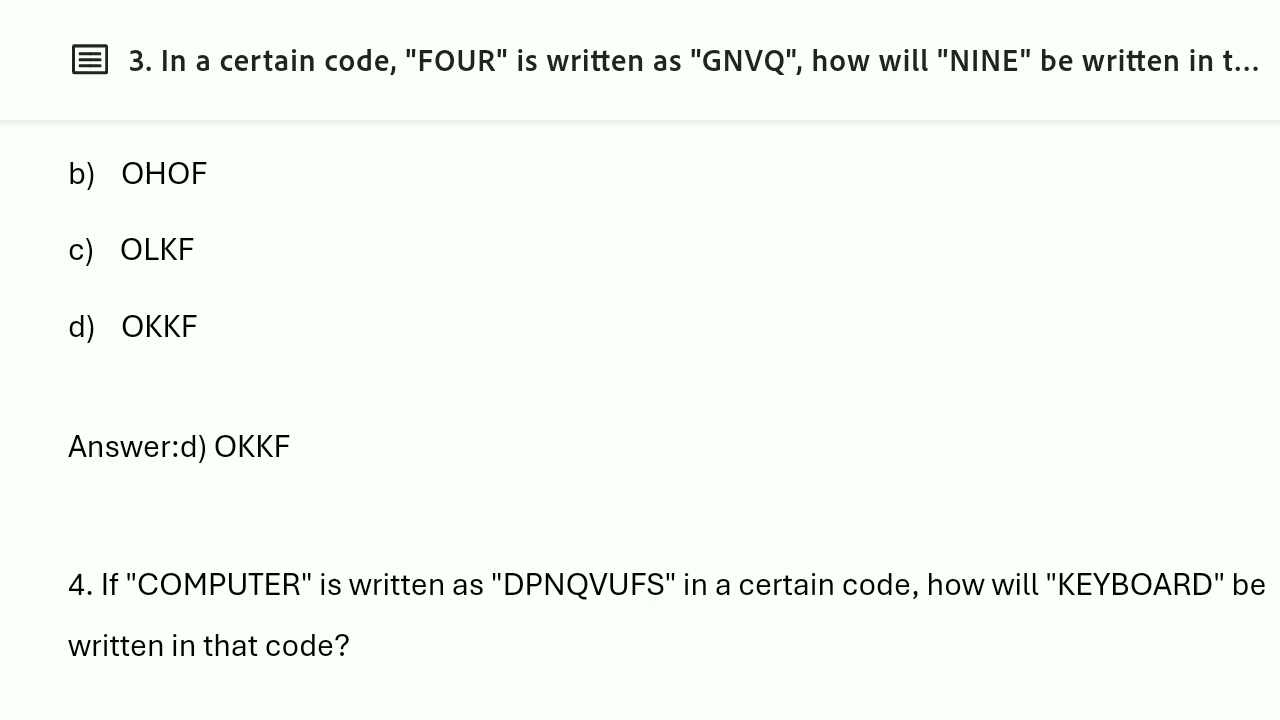 3. In a certain code, "FOUR" is written as "GNVQ", how will "NINE" be written in t...
b) OHOF
c) OLKF
d) OKKF
Answer:d) OKKF
4. If "COMPUTER" is written as "DPNQVUFS" in a certain code, how will "KEYBOARD" be
written in that code?